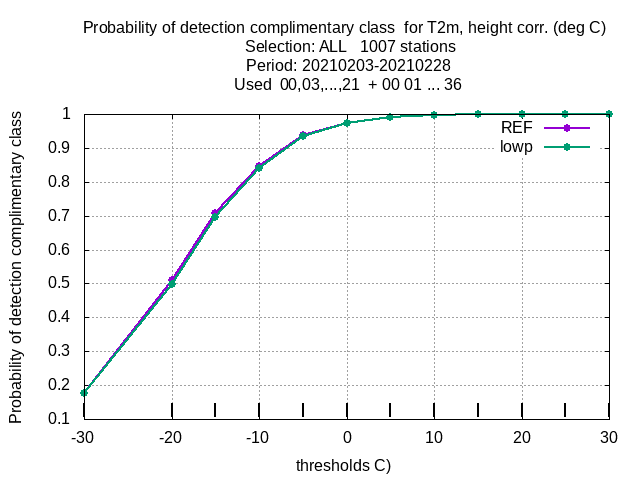 Probability of detection complimentary class  for T2m, height corr. (deg C)
Selection: ALL   1007 stations
Period: 20210203-20210228
Used  00,03,...,21  + 00 01 ... 36
Probability of detection complimentary class
1
0.9
0.8
0.7
0.6
0.5
0.4
0.3
0.2
0.1
REF
lowp
-30 -20 -10 0 10 20 30
thresholds C)